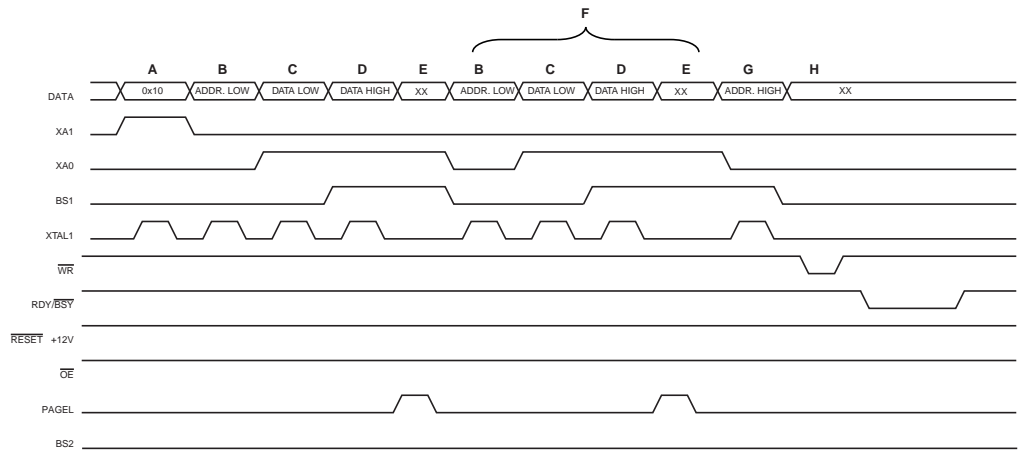 F
A B C D E B C D E G H
DATA 0x10 ADDR. LOW DATA LOW DATA HIGH XX ADDR. LOW DATA LOW DATA HIGH XX ADDR. HIGH XX
XA1
XA0
BS1
XTAL1
WR
RDY/BSY
RESET +12V
OE
PAGEL
BS2